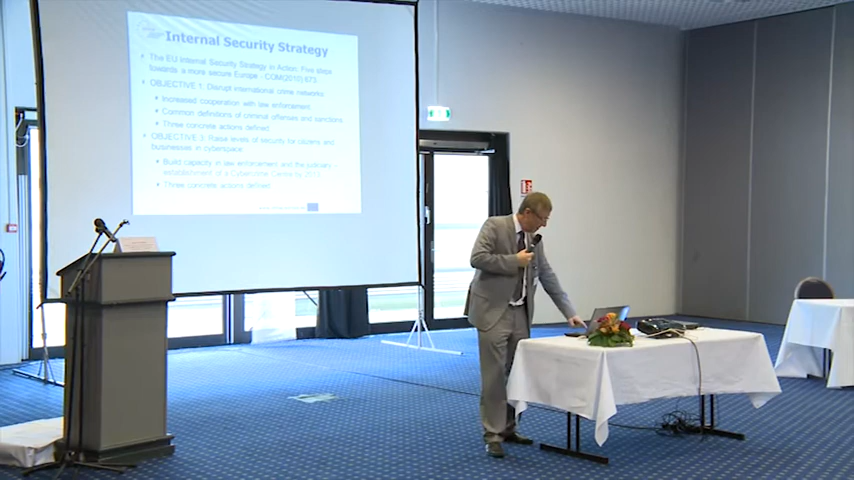 Internal Security Strategy
The EU Internal Security Strategy in Action: Five steps
towards a more secure Europe COM(2010) 673
OBJECTIVE 1: Disrupt international crime networks
Increased cooperation with law enforcement
Common definitions of criminal offenses and sanctions
Three concrete actions defined
OBJECTIVE 3: Raise levels of security for citizens and
businesses in cyberspace
Build capacity in law enforcement and the judiciary -
establishment of a Cybercrime Centre by 2013
Three concrete actions defined